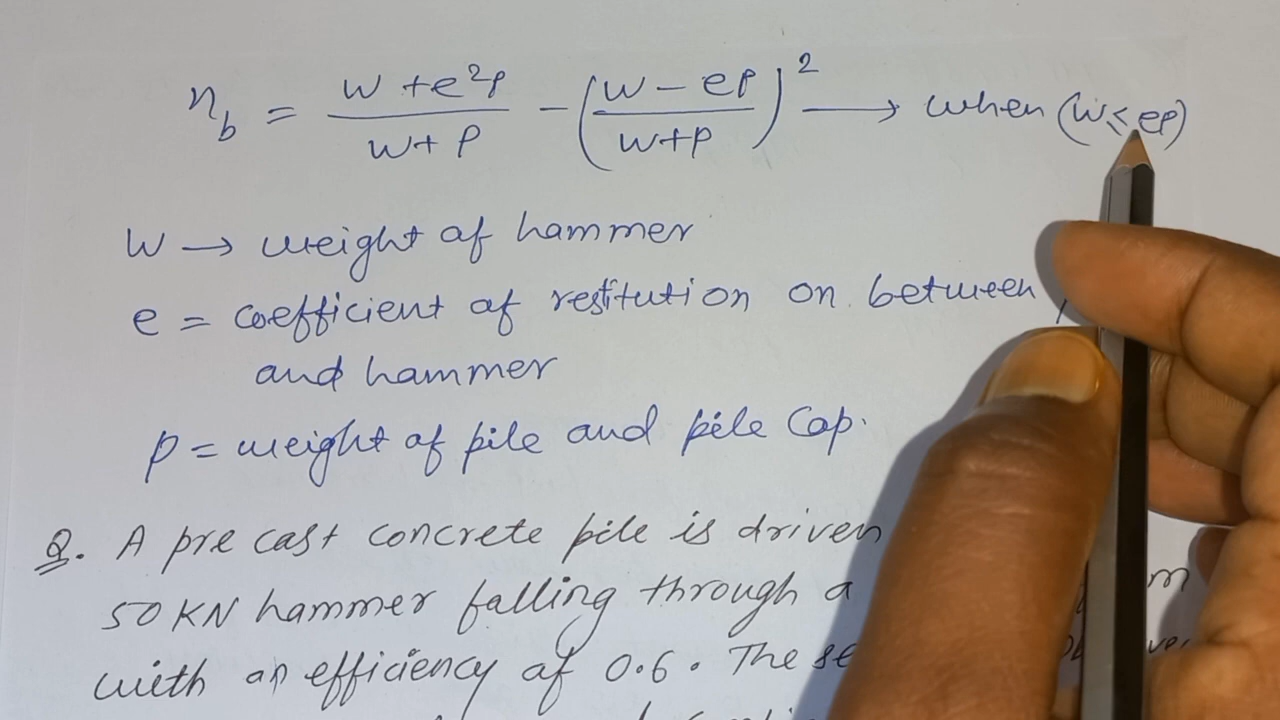 η_b = (w + e²p)/(w + p) − ((w − ep)/(w + p))² → when (w < ep)
W → weight of hammer
e = coefficient of restitution on between
and hammer
p = weight of pile and pile Cap.
Q. A pre cast concrete pile is driven
50 KN hammer falling through a m
with an efficiency of 0.6. The